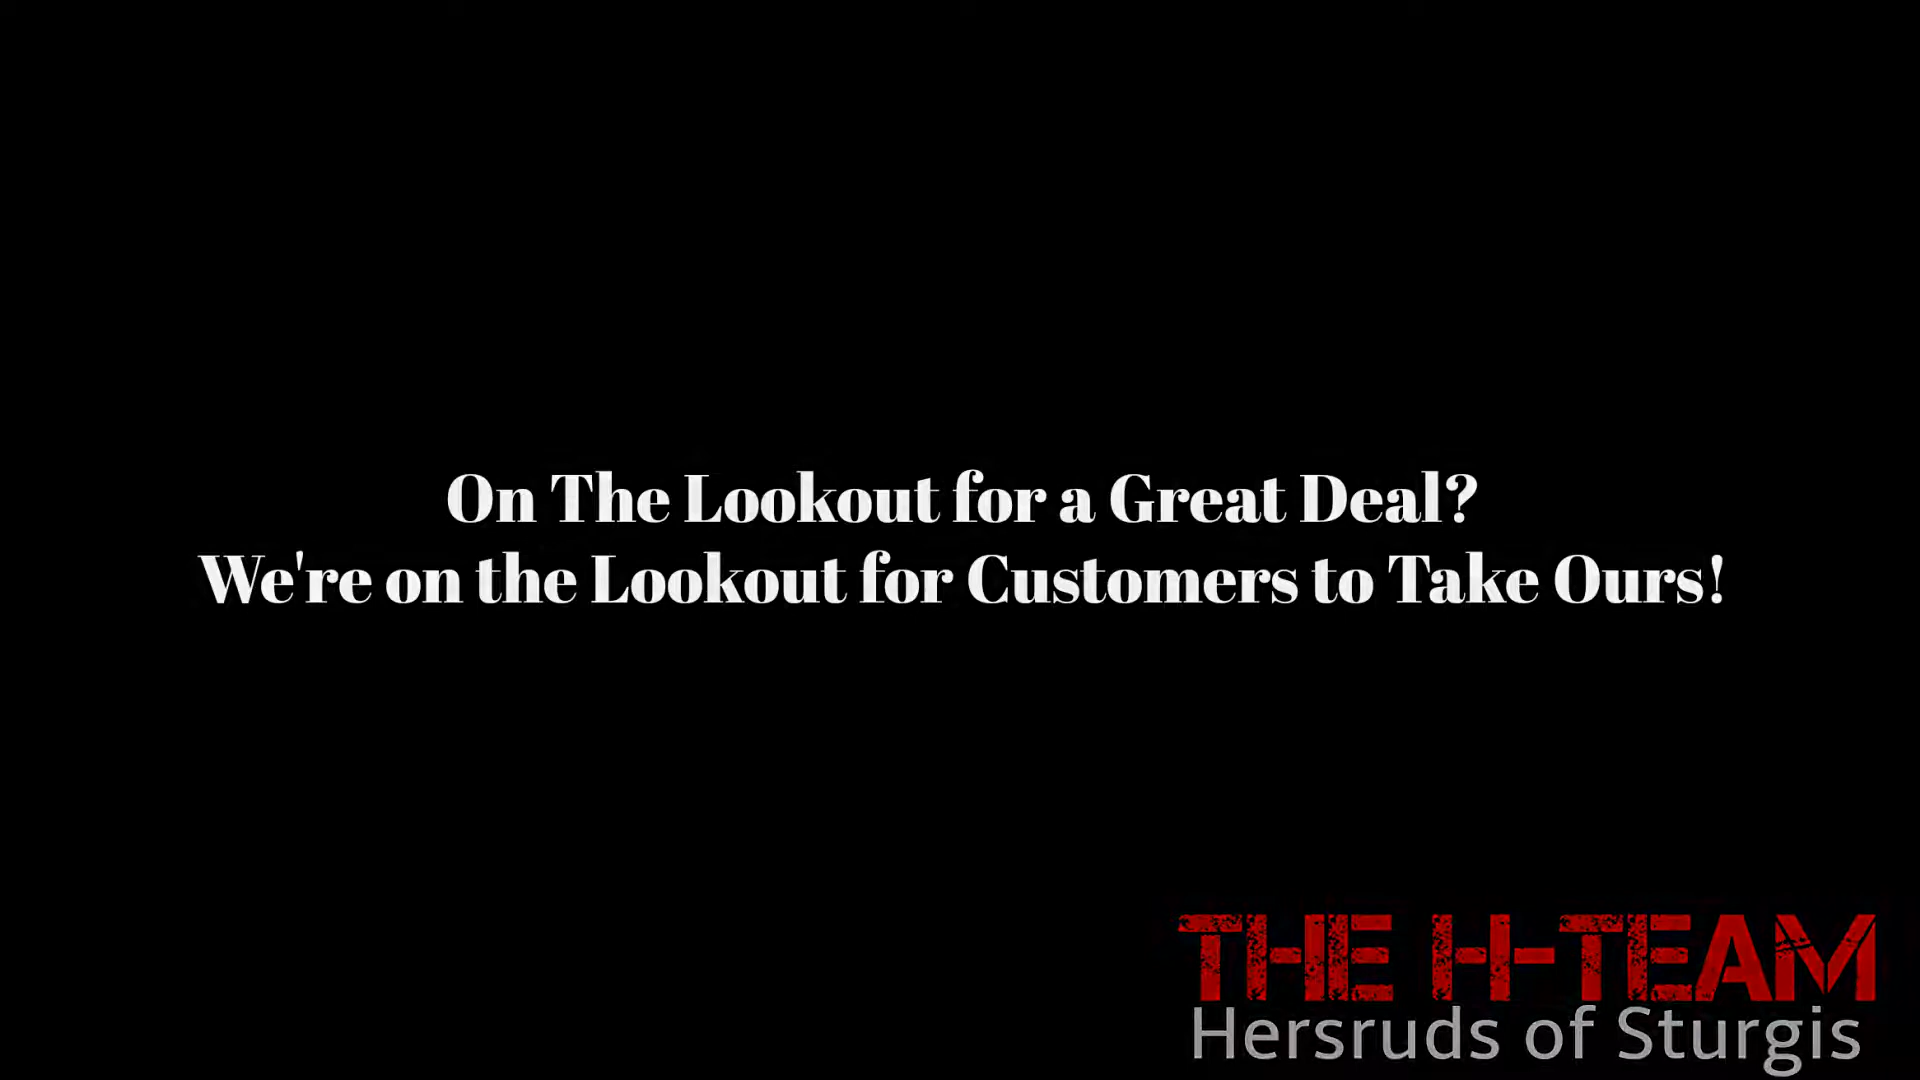 On The Lookout for a Great Deal?
We're on the Lookout for Customers to Take Ours!
THE H-TEAM
Hersruds of Sturgis